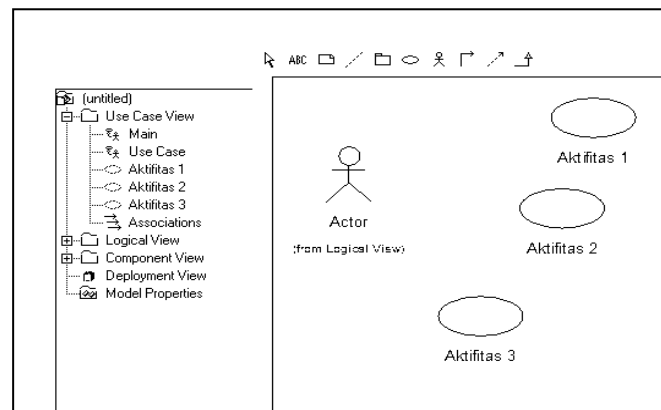 ABC
(untitled)
Use Case View
Main
Use Case
Aktifitas 1
Aktifitas 2
Aktifitas 3
Associations
Logical View
Component View
Deployment View
Model Properties
Aktifitas 1
Actor
(from Logical View)
Aktifitas 2
Aktifitas 3